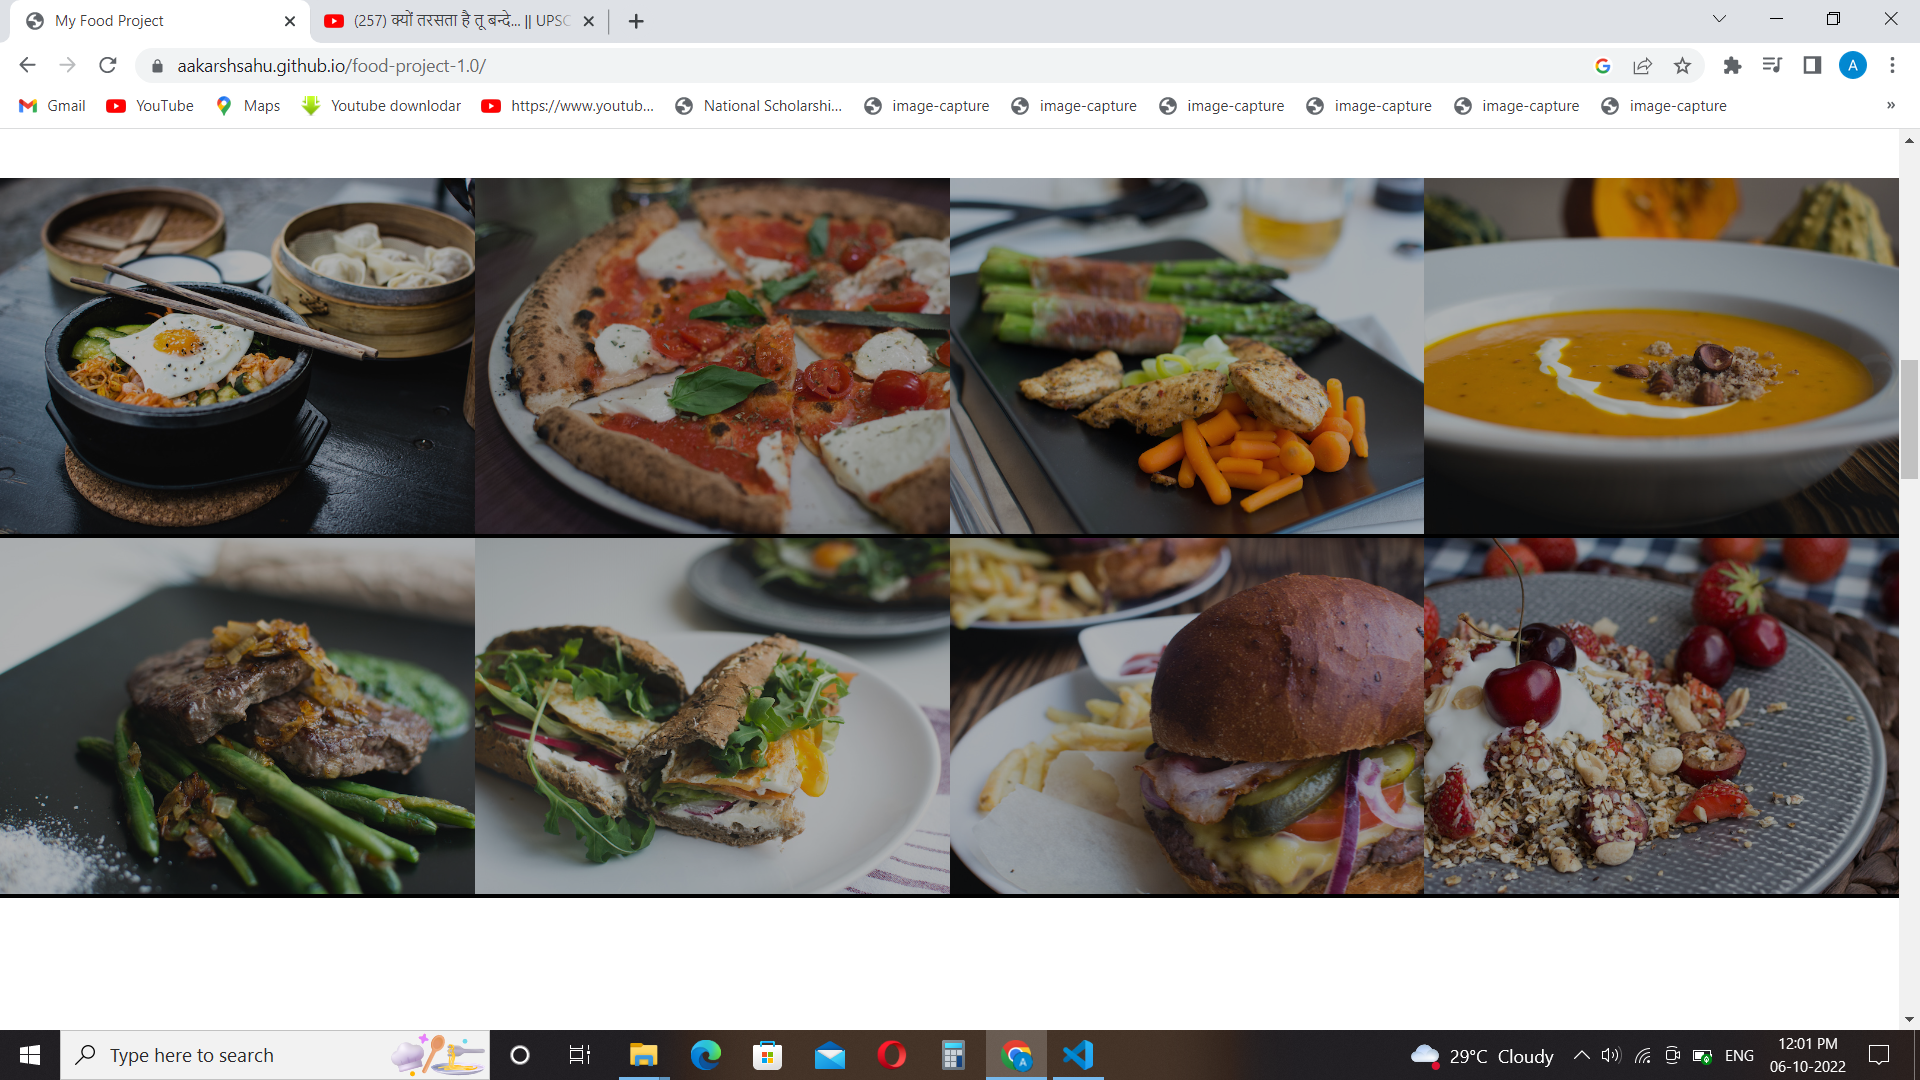 My Food Project
(257) क्यों तरसता है तू बन्दे... || UPSC
aakarshsahu.github.io/food-project-1.0/
A
Gmail
YouTube
Maps
Youtube downlodar
https://www.youtub...
National Scholarshi...
image-capture
image-capture
image-capture
image-capture
image-capture
image-capture
»
Type here to search
A
29°C Cloudy
ENG
12:01 PM
06-10-2022